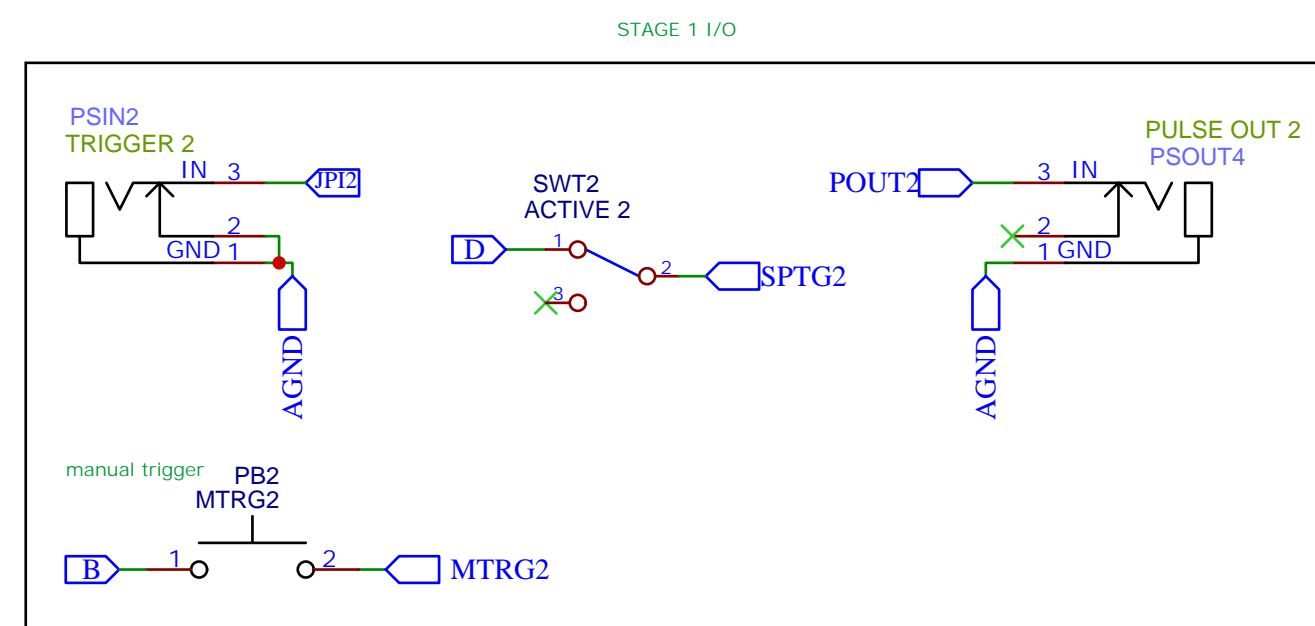 STAGE 1 I/O
PSIN2
TRIGGER 2
IN 3
JPI2
2
GND 1
AGND
SWT2
ACTIVE 2
D
1
2
SPTG2
3
PULSE OUT 2
PSOUT4
POUT2
3 IN
2
1 GND
AGND
manual trigger
PB2
MTRG2
B
1
2
MTRG2